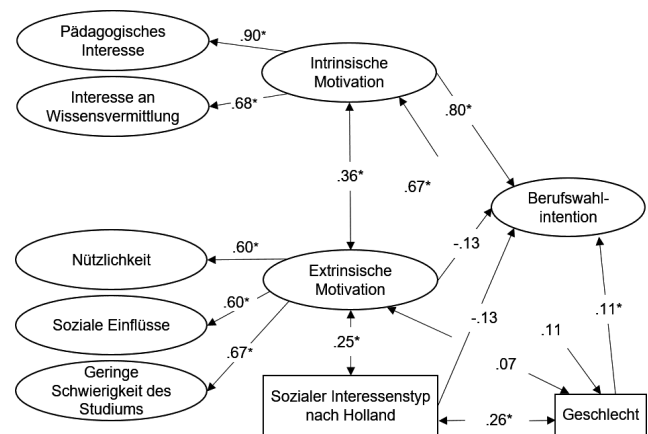 Pädagogisches
Interesse
.90*
Intrinsische
Motivation
Interesse an
Wissensvermittlung
.68*
.80*
.36*
.67*
Berufswahl-
intention
Nützlichkeit
.60*
Extrinsische
Motivation
-.13
Soziale Einflüsse
.60*
-.13
.11*
.67*
.25*
.11
.07
Geringe
Schwierigkeit des
Studiums
Sozialer Interessenstyp
nach Holland
.26*
Geschlecht